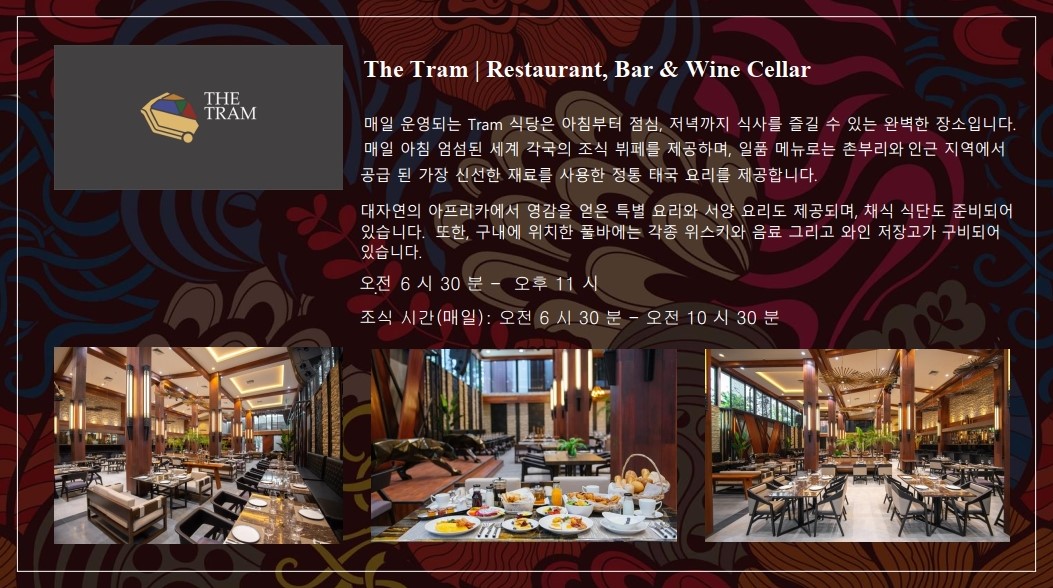 THE
TRAM
The Tram | Restaurant, Bar & Wine Cellar
매일 운영되는 Tram 식당은 아침부터 점심, 저녁까지 식사를 즐길 수 있는 완벽한 장소입니다.
매일 아침 엄섬된 세계 각국의 조식 뷔페를 제공하며, 일품 메뉴로는 촌부리와 인근 지역에서
공급 된 가장 신선한 재료를 사용한 정통 태국 요리를 제공합니다.
대자연의 아프리카에서 영감을 얻은 특별 요리와 서양 요리도 제공되며, 채식 식단도 준비되어
있습니다. 또한, 구내에 위치한 풀바에는 각종 위스키와 음료 그리고 와인 저장고가 구비되어
있습니다.
오전 6 시 30 분 – 오후 11 시
조식 시간(매일): 오전 6 시 30 분 – 오전 10 시 30 분